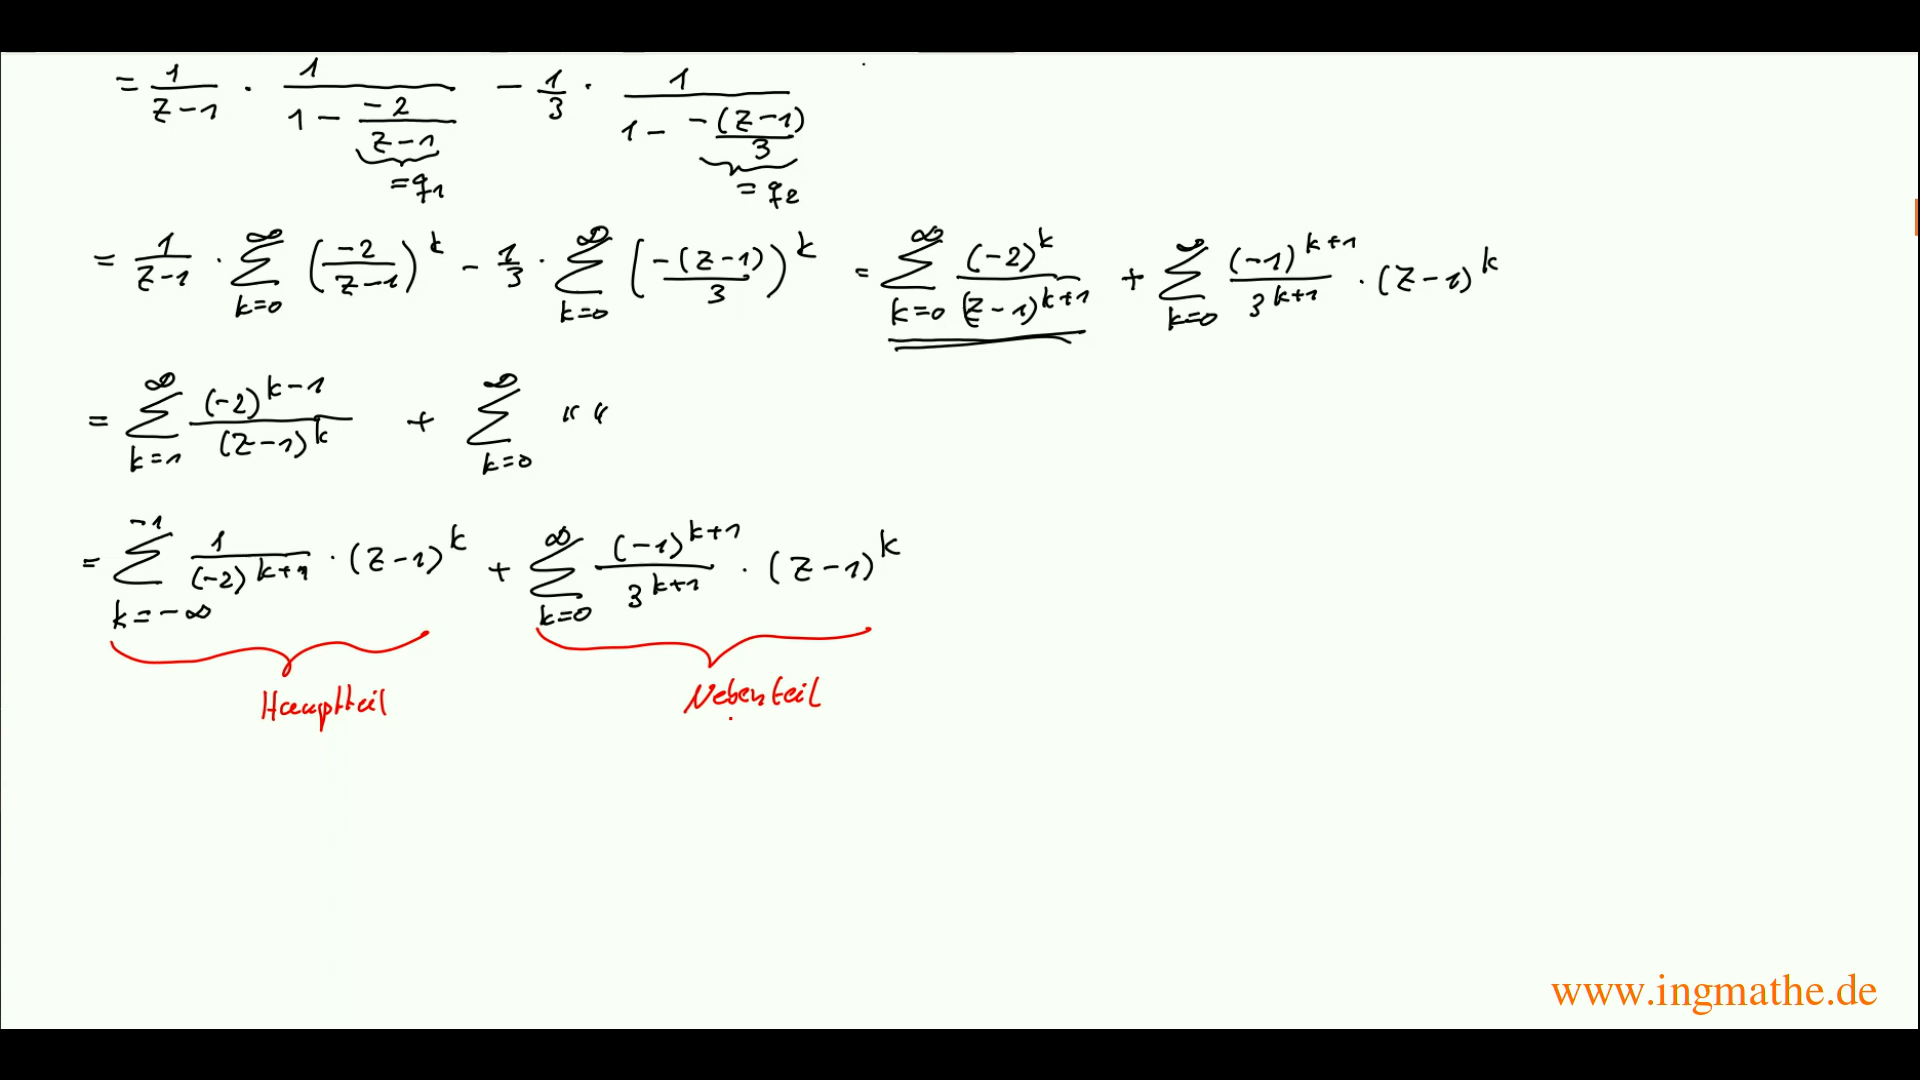 = 1/(z-1) · 1/(1 - (-2)/(z-1)) - 1/3 · 1/(1 - (-(z-1))/3)
= q₁ = q₂
= 1/(z-1) · ∑_{k=0}^{∞} ((-2)/(z-1))^k - 1/3 · ∑_{k=0}^{∞} ((-(z-1))/3)^k = ∑_{k=0}^{∞} (-2)^k/(z-1)^{k+1} + ∑_{k=0}^{∞} (-1)^{k+1}/3^{k+1} · (z-1)^k
= ∑_{k=1}^{∞} (-2)^{k-1}/(z-1)^k + ∑_{k=0}^{∞} " "
= ∑_{k=-∞}^{-1} 1/(-2)^{k+1} · (z-1)^k + ∑_{k=0}^{∞} (-1)^{k+1}/3^{k+1} · (z-1)^k
Hauptteil Nebenteil
www.ingmathe.de